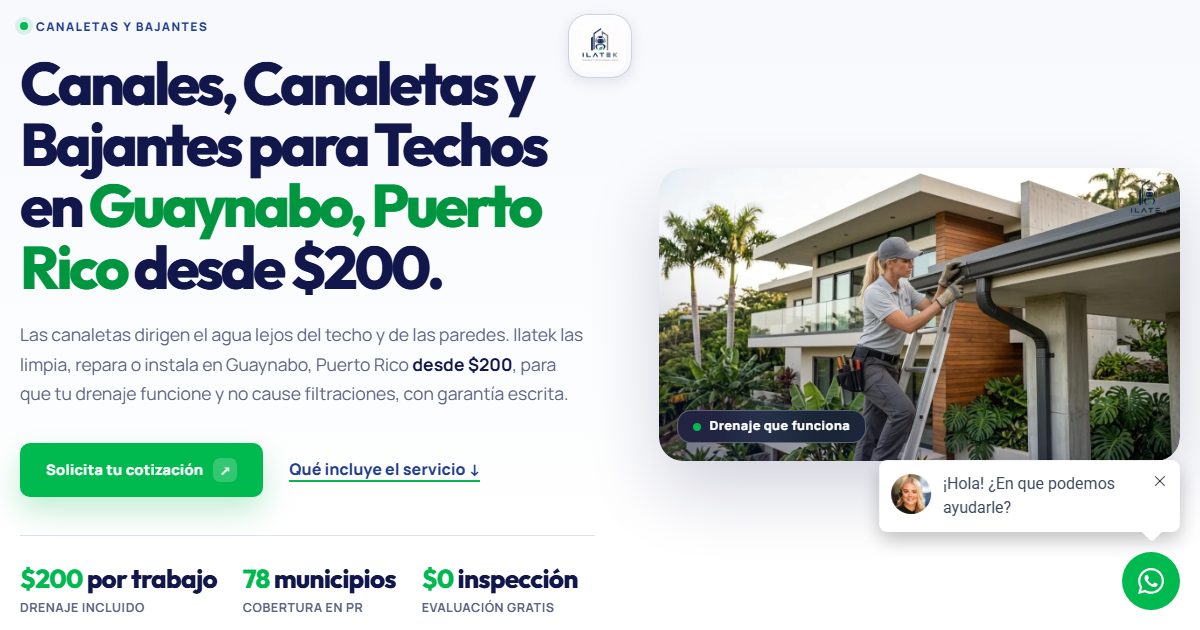 CANALETAS Y BAJANTES
ILATEK
Canales, Canaletas y
Bajantes para Techos
en Guaynabo, Puerto
Rico desde $200.
Las canaletas dirigen el agua lejos del techo y de las paredes. Ilatek las
limpia, repara o instala en Guaynabo, Puerto Rico desde $200, para
que tu drenaje funcione y no cause filtraciones, con garantía escrita.
Solicita tu cotización ↗
Qué incluye el servicio ↓
$200 por trabajo
DRENAJE INCLUIDO
78 municipios
COBERTURA EN PR
$0 inspección
EVALUACIÓN GRATIS
ILATEK
Drenaje que funciona
¡Hola! ¿En que podemos
ayudarle?